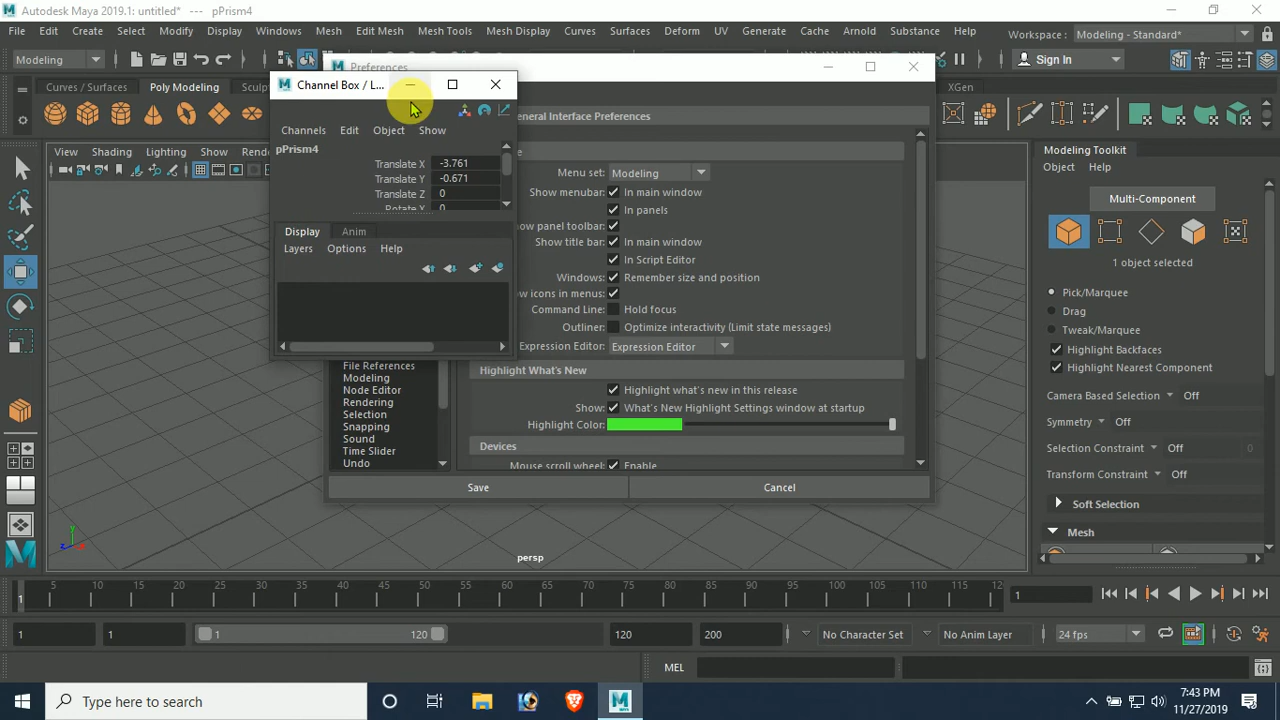 Autodesk Maya 2019.1: untitled* --- pPrism4
File Edit Create Select Modify Display Windows Mesh Edit Mesh Mesh Tools Mesh Display Curves Surfaces Deform UV Generate Cache Arnold Substance Help Workspace: Modeling - Standard*
Modeling Sign In
Curves / Surfaces Poly Modeling XGen
Preferences
Channel Box / L...
Channels Edit Object Show
pPrism4
Translate X -3.761
Translate Y -0.671
Translate Z 0
Rotate X 0
Display Anim
Layers Options Help
View Shading Lighting Show
General Interface Preferences
Menu set: Modeling
Show menubar: In main window
In panels
Show panel toolbar:
Show title bar: In main window
In Script Editor
Windows: Remember size and position
icons in menus:
Command Line: Hold focus
Outliner: Optimize interactivity (Limit state messages)
Expression Editor: Expression Editor
Highlight What's New
Highlight what's new in this release
Show: What's New Highlight Settings window at startup
Highlight Color:
Devices
Mouse scroll wheel: Enable
File References
Modeling
Node Editor
Rendering
Selection
Snapping
Sound
Time Slider
Undo
Save Cancel
persp
Modeling Toolkit
Object Help
Multi-Component
1 object selected
Pick/Marquee
Drag
Tweak/Marquee
Highlight Backfaces
Highlight Nearest Component
Camera Based Selection Off
Symmetry Off
Selection Constraint Off 0
Transform Constraint Off
Soft Selection
Mesh
5 10 15 20 25 30 35 40 45 50 55 60 65 70 75 80 85 90 95 100 105 110 115 12
1 1
1 1 1 120 120 200 No Character Set No Anim Layer 24 fps
MEL
Type here to search
7:43 PM
11/27/2019